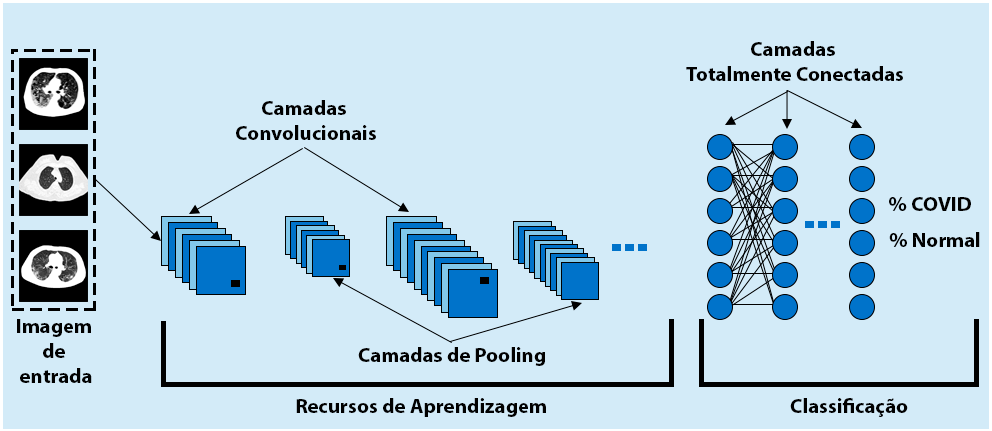 Camadas
Totalmente Conectadas
Camadas
Convolucionais
% COVID
% Normal
Imagem
de
entrada
Camadas de Pooling
Recursos de Aprendizagem
Classificação